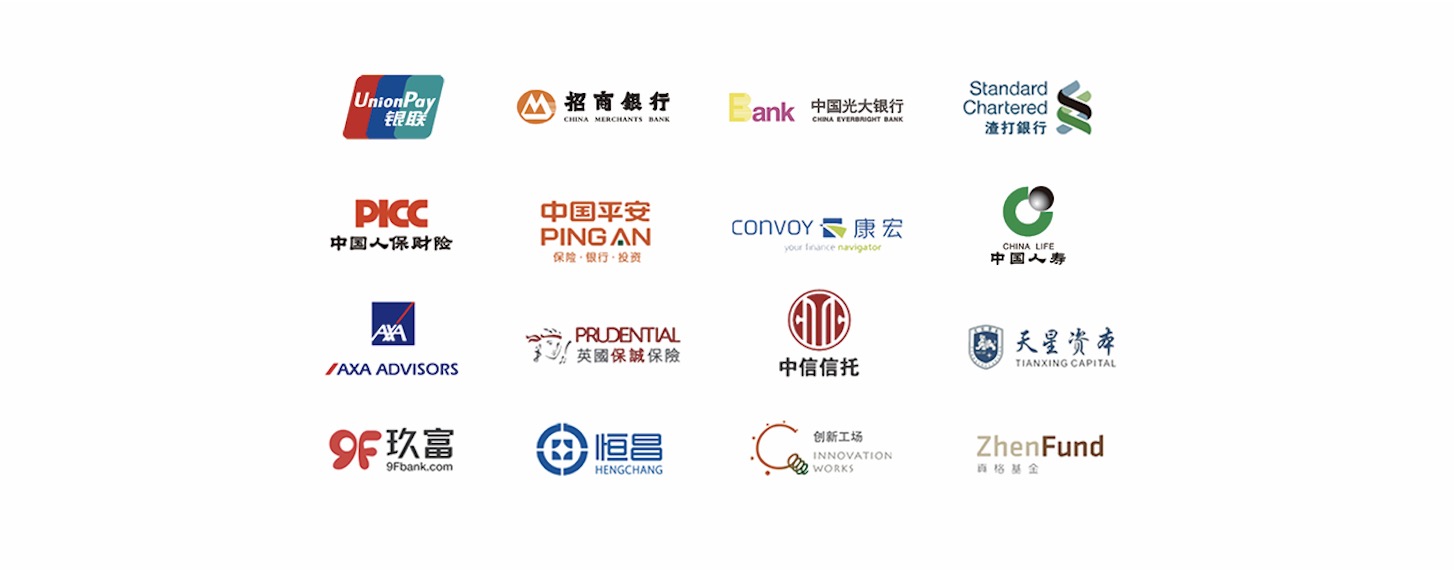 UnionPay
银联
招商銀行
CHINA MERCHANTS BANK
Bank
中国光大银行
CHINA EVERBRIGHT BANK
Standard
Chartered
渣打銀行
PICC
中国人保财险
中国平安
PING AN
保险·银行·投资
CONVOY 康宏
your finance navigator
CHINA LIFE
中国人寿
AXA
AXA ADVISORS
PRUDENTIAL
英國保誠保險
中信信托
天星资本
TIANXING CAPITAL
9F 玖富
9Fbank.com
恒昌
HENGCHANG
创新工场
INNOVATION
WORKS
ZhenFund
真格基金